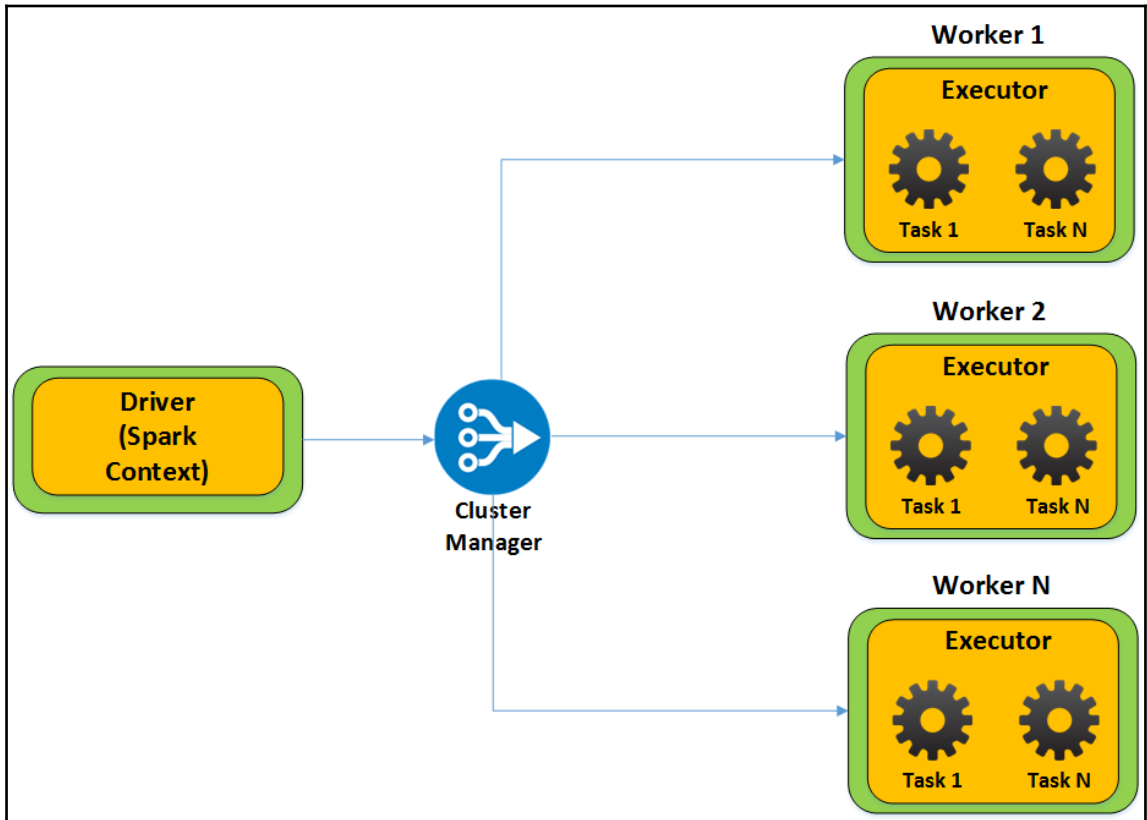 Driver
(Spark
Context)
Cluster
Manager
Worker 1
Executor
Task 1 Task N
Worker 2
Executor
Task 1 Task N
Worker N
Executor
Task 1 Task N